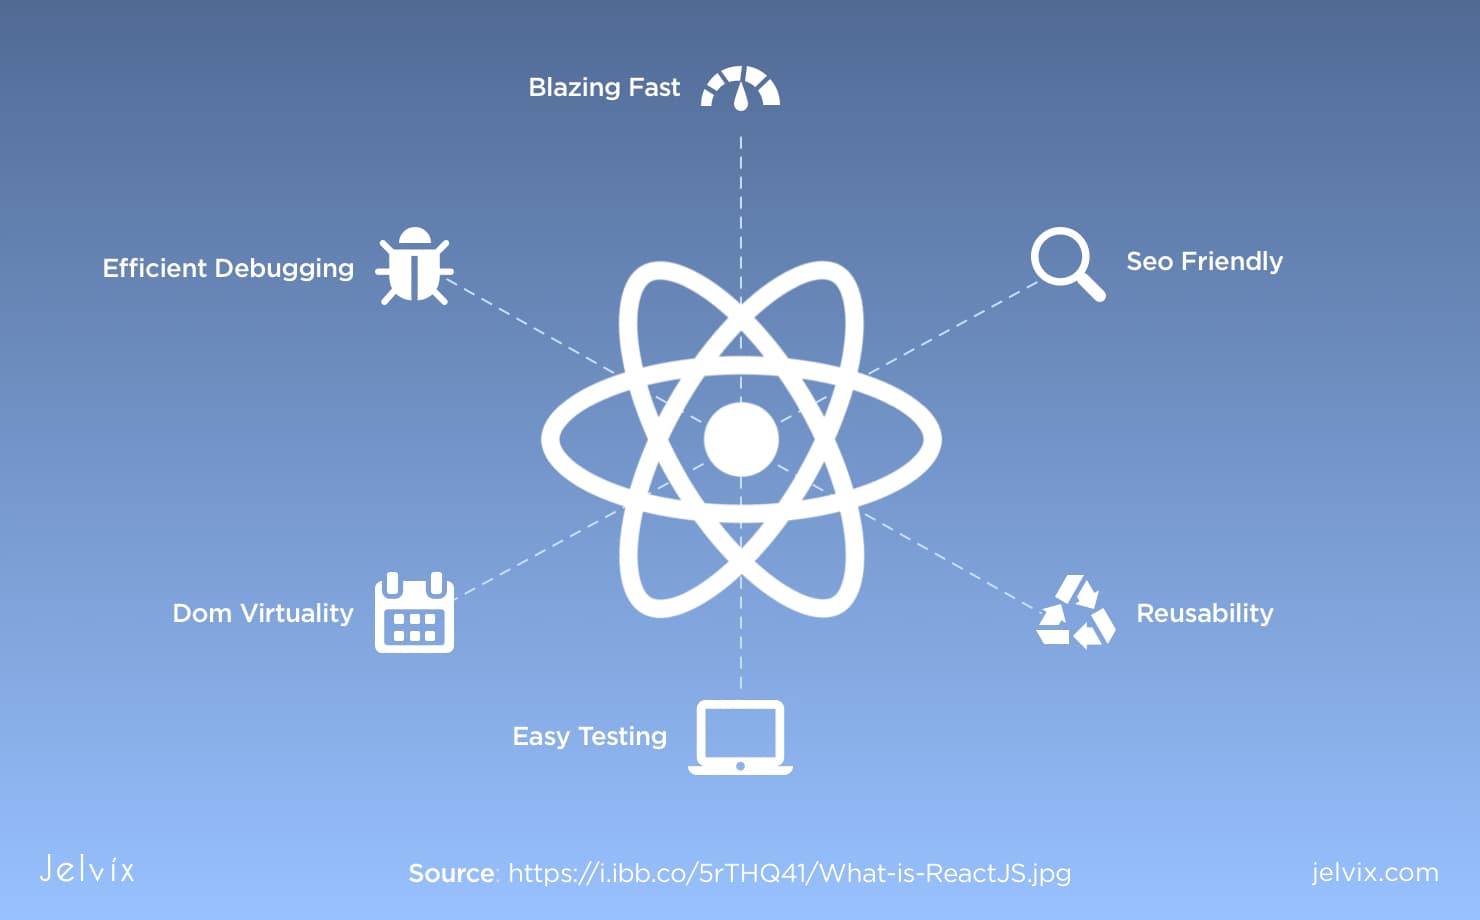 Blazing Fast
Efficient Debugging
Seo Friendly
Dom Virtuality
Reusability
Easy Testing
Jelvix
Source: https://i.ibb.co/5rTHQ41/What-is-ReactJS.jpg
jelvix.com